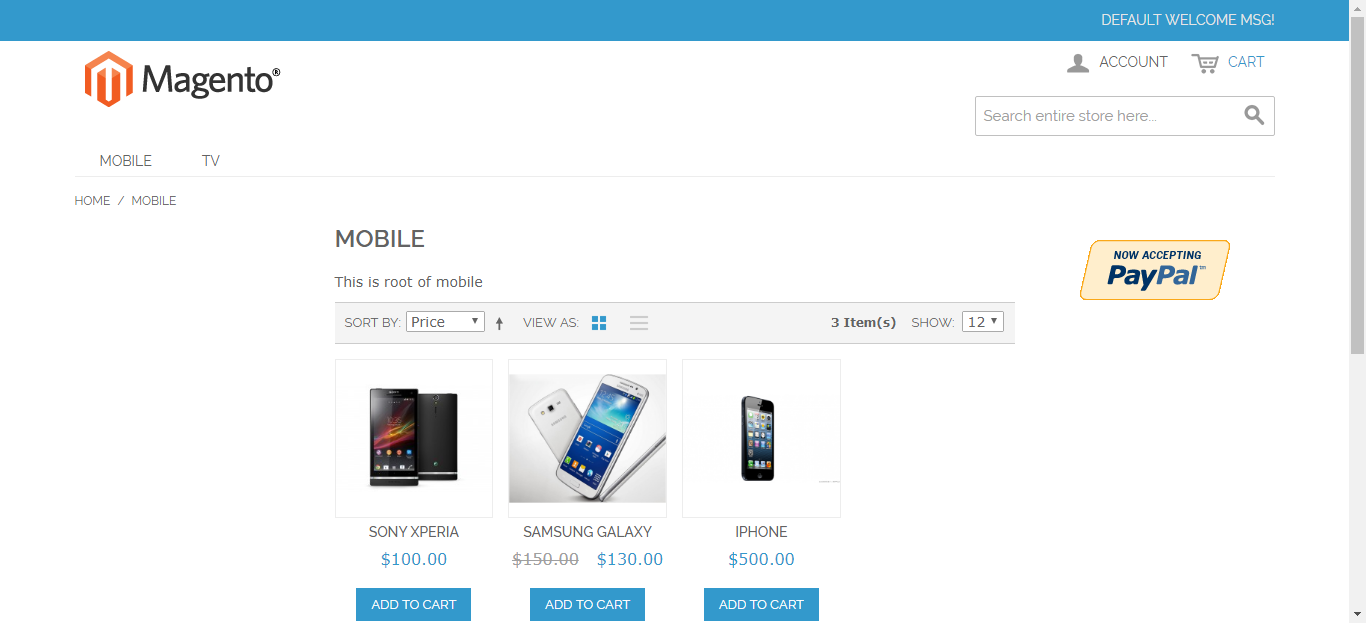 DEFAULT WELCOME MSG!
Magento®
ACCOUNT CART
Search entire store here...
MOBILE TV
HOME / MOBILE
MOBILE
NOW ACCEPTING
PayPal™
This is root of mobile
SORT BY: Price VIEW AS: 3 Item(s) SHOW: 12
SONY XPERIA SAMSUNG GALAXY IPHONE
$100.00 $150.00 $130.00 $500.00
ADD TO CART ADD TO CART ADD TO CART